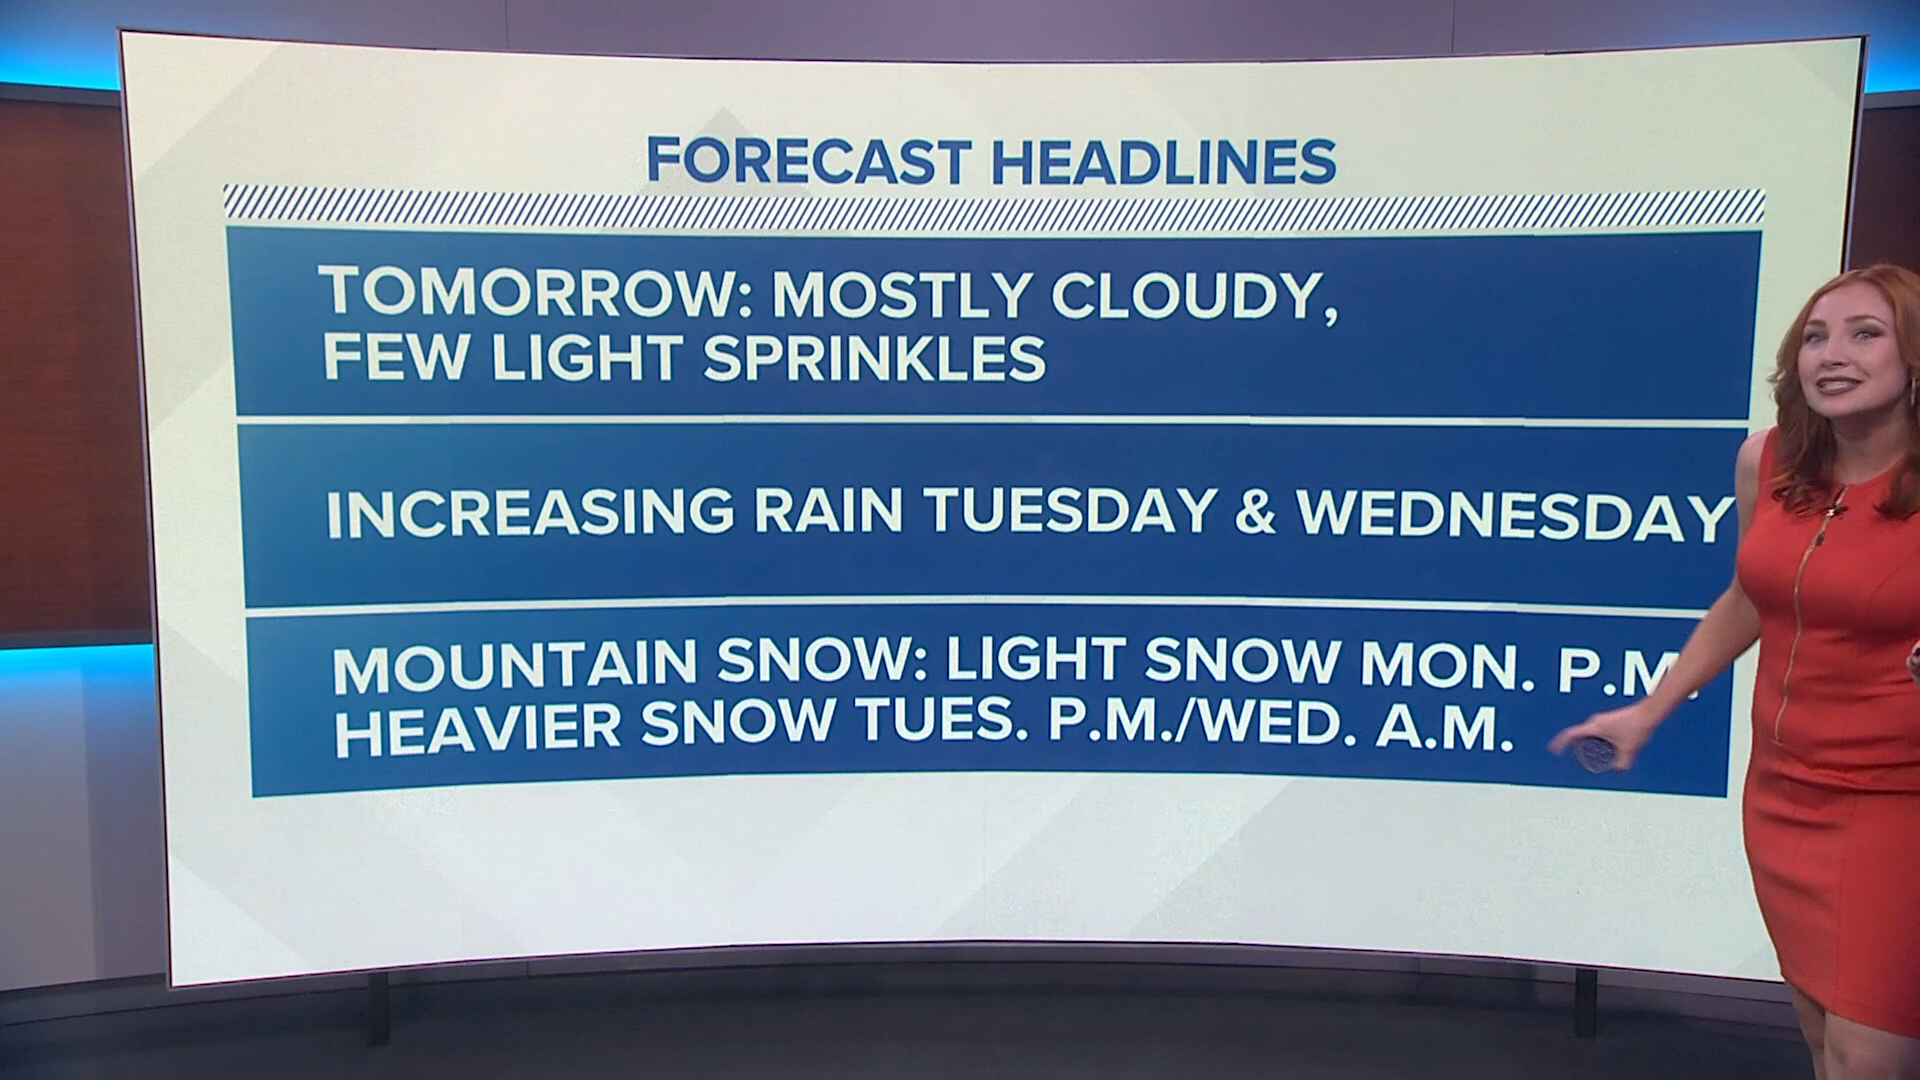 FORECAST HEADLINES
TOMORROW: MOSTLY CLOUDY,
FEW LIGHT SPRINKLES
INCREASING RAIN TUESDAY & WEDNESDAY
MOUNTAIN SNOW: LIGHT SNOW MON. P.M.
HEAVIER SNOW TUES. P.M./WED. A.M.